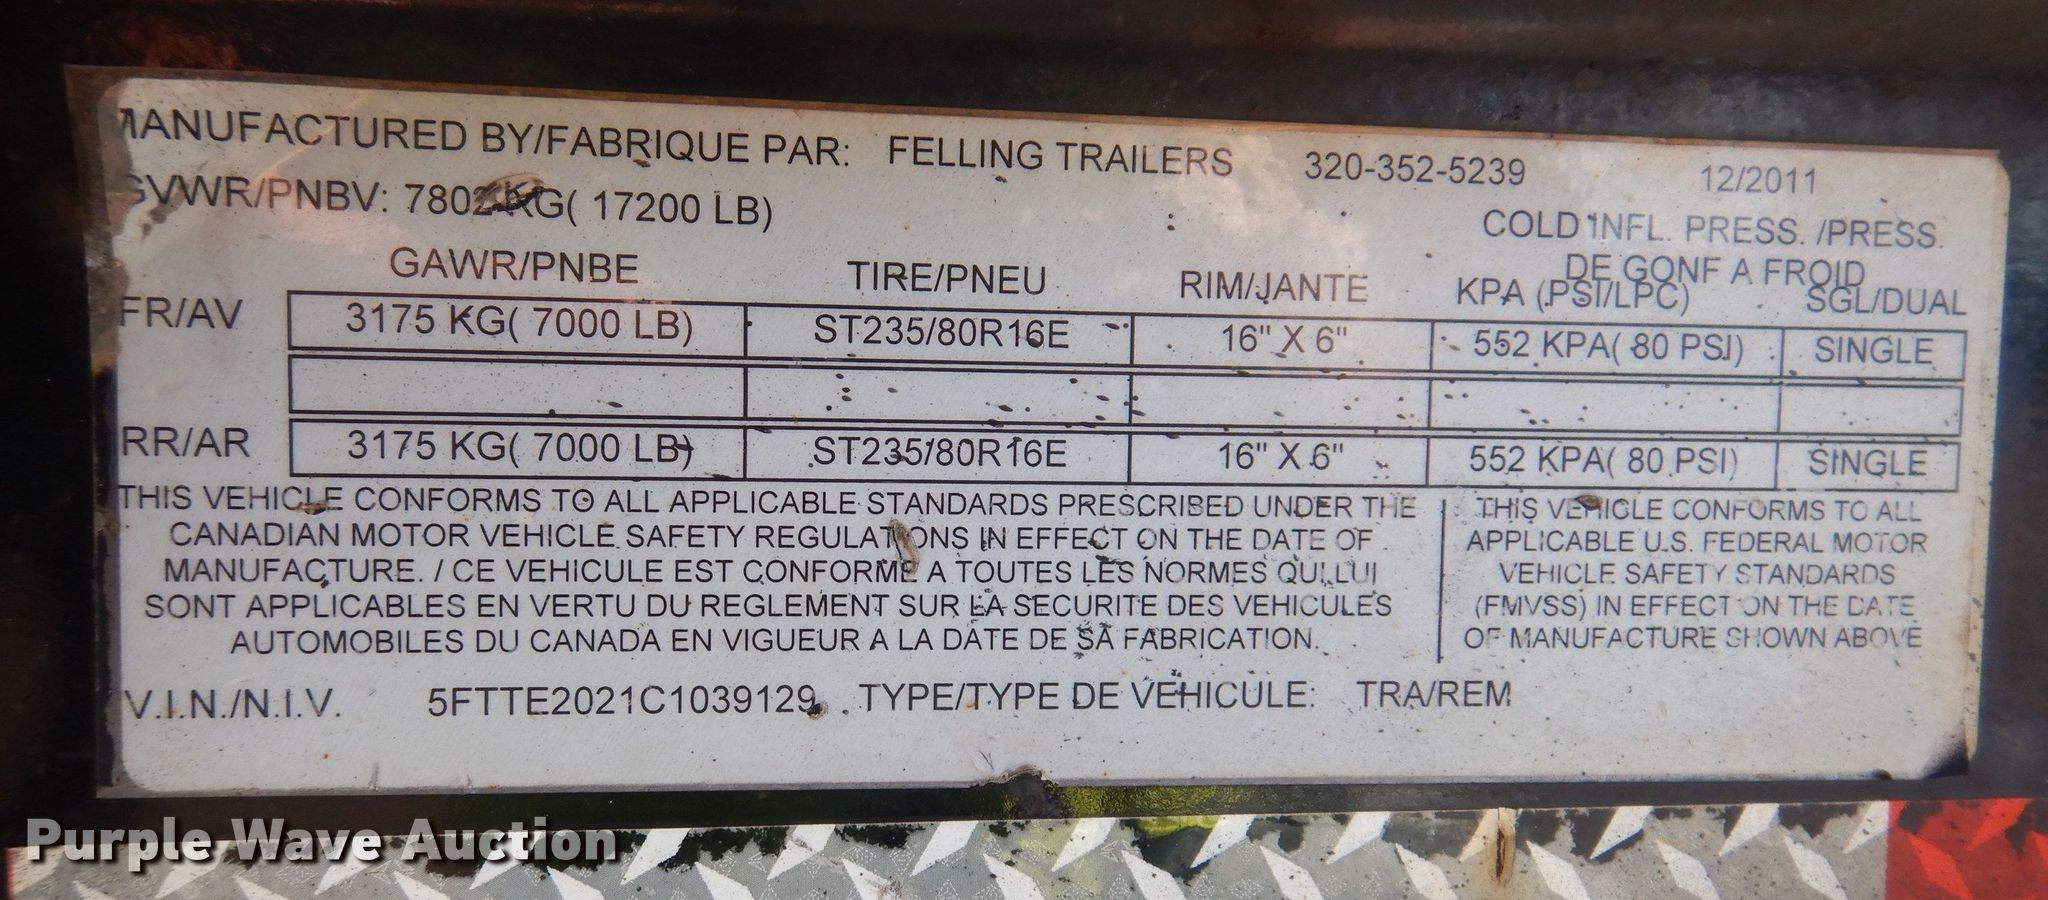 MANUFACTURED BY/FABRIQUE PAR: FELLING TRAILERS 320-352-5239 12/2011
GVWR/PNBV: 7802 KG( 17200 LB)
COLD INFL. PRESS. /PRESS.
DE GONF A FROID
GAWR/PNBE TIRE/PNEU RIM/JANTE KPA (PSI/LPC) SGL/DUAL
FR/AV 3175 KG( 7000 LB) ST235/80R16E 16" X 6" 552 KPA( 80 PSI) SINGLE
RR/AR 3175 KG( 7000 LB) ST235/80R16E 16" X 6" 552 KPA( 80 PSI) SINGLE
THIS VEHICLE CONFORMS TO ALL APPLICABLE STANDARDS PRESCRIBED UNDER THE
CANADIAN MOTOR VEHICLE SAFETY REGULATIONS IN EFFECT ON THE DATE OF
MANUFACTURE. / CE VEHICULE EST CONFORME A TOUTES LES NORMES QUI LUI
SONT APPLICABLES EN VERTU DU REGLEMENT SUR LA SECURITE DES VEHICULES
AUTOMOBILES DU CANADA EN VIGUEUR A LA DATE DE SA FABRICATION.
THIS VEHICLE CONFORMS TO ALL
APPLICABLE U.S. FEDERAL MOTOR
VEHICLE SAFETY STANDARDS
(FMVSS) IN EFFECT ON THE DATE
OF MANUFACTURE SHOWN ABOVE
V.I.N./N.I.V. 5FTTE2021C1039129 TYPE/TYPE DE VEHICULE: TRA/REM
Purple Wave Auction